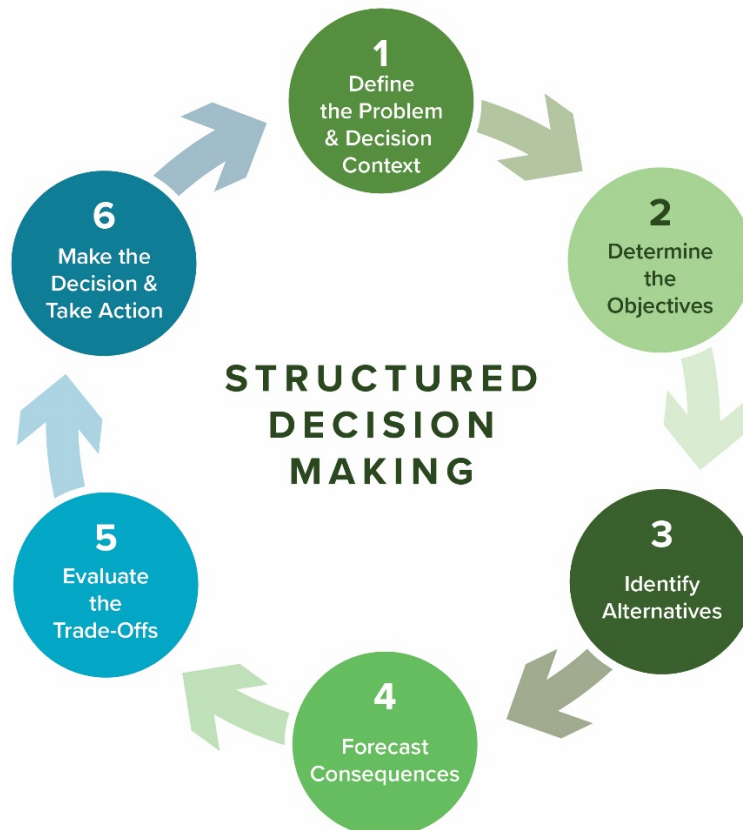 1
Define
the Problem
& Decision
Context
2
Determine
the
Objectives
3
Identify
Alternatives
4
Forecast
Consequences
5
Evaluate
the
Trade-Offs
6
Make the
Decision &
Take Action
STRUCTURED
DECISION
MAKING